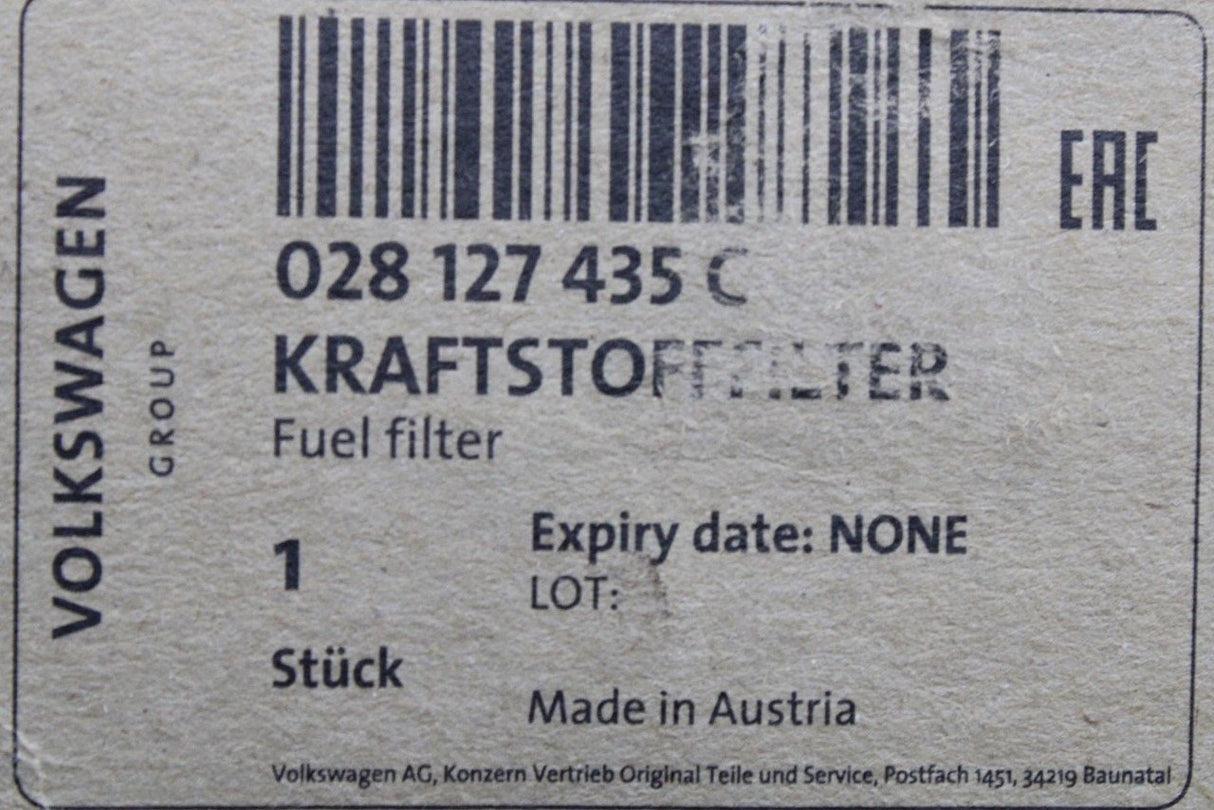 VOLKSWAGEN
GROUP
EAC
028 127 435 C
KRAFTSTOFFFILTER
Fuel filter
1
Stück
Expiry date: NONE
LOT:
Made in Austria
Volkswagen AG, Konzern Vertrieb Original Teile und Service, Postfach 1451, 34219 Baunatal